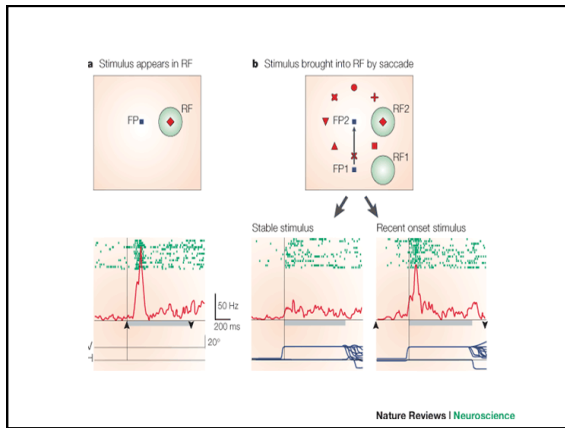 a Stimulus appears in RF
b Stimulus brought into RF by saccade
RF
FP
FP2
RF2
FP1
RF1
Stable stimulus
Recent onset stimulus
50 Hz
200 ms
20°
V
H
Nature Reviews | Neuroscience